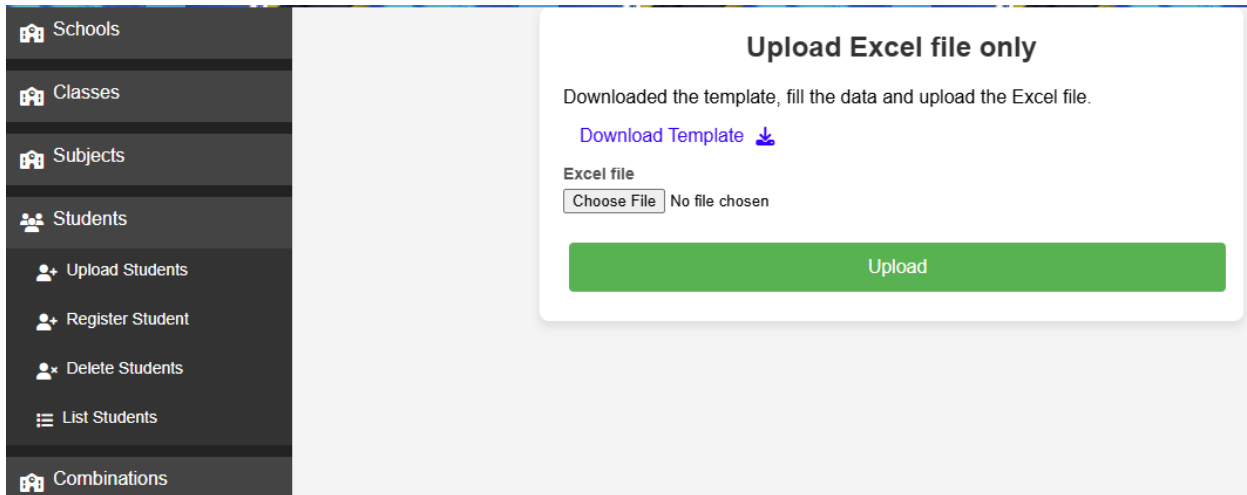 Schools
Classes
Subjects
Students
Upload Students
Register Student
Delete Students
List Students
Combinations
Upload Excel file only
Downloaded the template, fill the data and upload the Excel file.
Download Template
Excel file
Choose File No file chosen
Upload